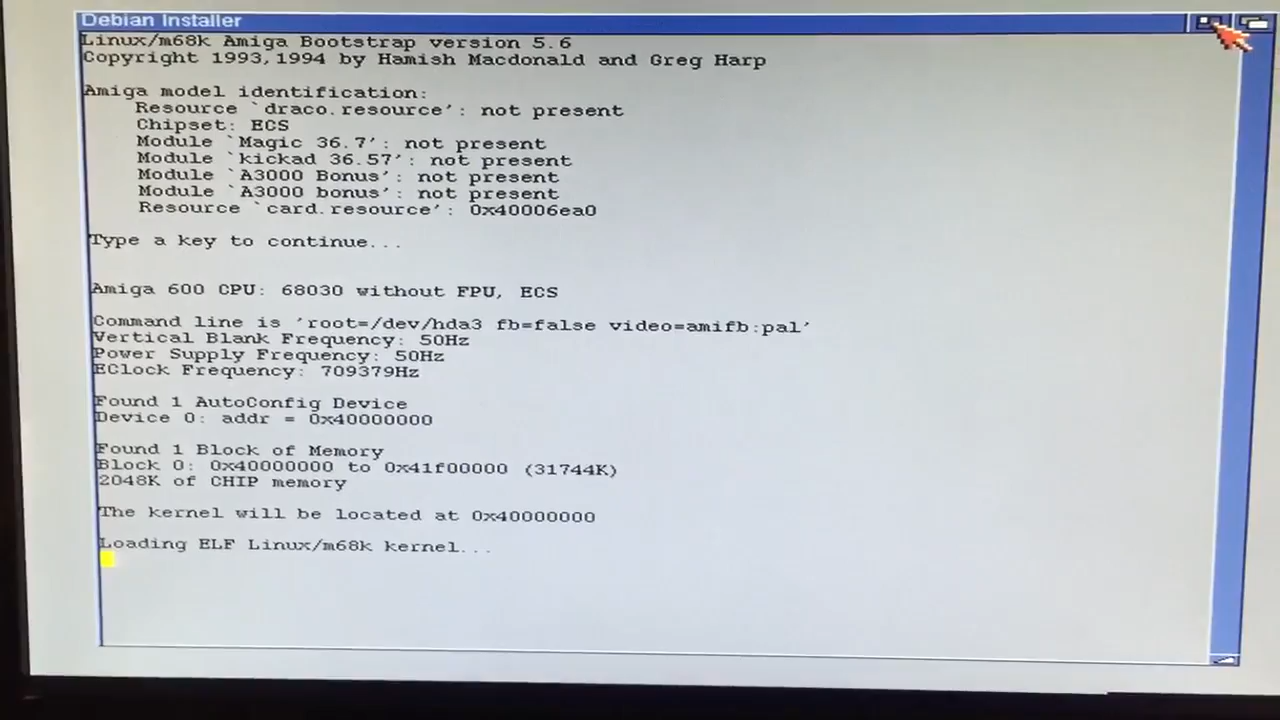 Debian Installer
Linux/m68k Amiga Bootstrap version 5.6
Copyright 1993,1994 by Hamish Macdonald and Greg Harp
Amiga model identification:
Resource `draco.resource': not present
Chipset: ECS
Module `Magic 36.7': not present
Module `kickad 36.57': not present
Module `A3000 Bonus': not present
Module `A3000 bonus': not present
Resource `card.resource': 0x40006ea0
Type a key to continue...
Amiga 600 CPU: 68030 without FPU, ECS
Command line is 'root=/dev/hda3 fb=false video=amifb:pal'
Vertical Blank Frequency: 50Hz
Power Supply Frequency: 50Hz
EClock Frequency: 709379Hz
Found 1 AutoConfig Device
Device 0: addr = 0x40000000
Found 1 Block of Memory
Block 0: 0x40000000 to 0x41f00000 (31744K)
2048K of CHIP memory
The kernel will be located at 0x40000000
Loading ELF Linux/m68k kernel...